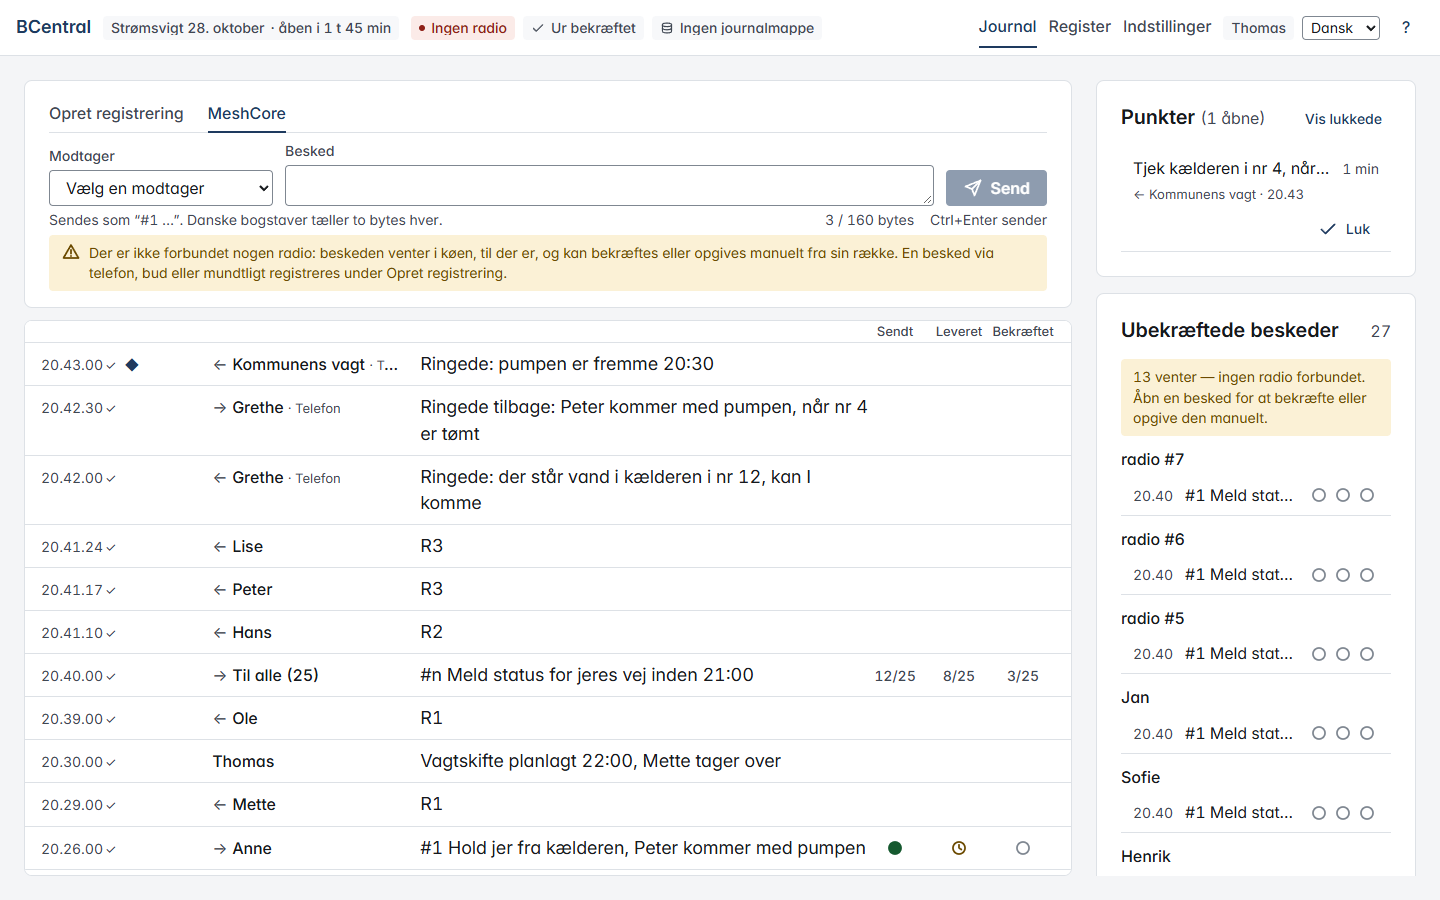 BCentral
Strømsvigt 28. oktober · åben i 1 t 45 min
Ingen radio
Ur bekræftet
Ingen journalmappe
Journal
Register
Indstillinger
Thomas
Dansk
?
Opret registrering
MeshCore
Modtager
Besked
Vælg en modtager
Send
Sendes som “#1 …”. Danske bogstaver tæller to bytes hver.
3 / 160 bytes
Ctrl+Enter sender
Der er ikke forbundet nogen radio: beskeden venter i køen, til der er, og kan bekræftes eller opgives manuelt fra sin række. En besked via
telefon, bud eller mundtligt registreres under Opret registrering.
Sendt Leveret Bekræftet
20.43.00 ← Kommunens vagt · T... Ringede: pumpen er fremme 20:30
20.42.30 → Grethe · Telefon Ringede tilbage: Peter kommer med pumpen, når nr 4
er tømt
20.42.00 ← Grethe · Telefon Ringede: der står vand i kælderen i nr 12, kan I
komme
20.41.24 ← Lise R3
20.41.17 ← Peter R3
20.41.10 ← Hans R2
20.40.00 → Til alle (25) #n Meld status for jeres vej inden 21:00 12/25 8/25 3/25
20.39.00 ← Ole R1
20.30.00 Thomas Vagtskifte planlagt 22:00, Mette tager over
20.29.00 ← Mette R1
20.26.00 → Anne #1 Hold jer fra kælderen, Peter kommer med pumpen
Punkter (1 åbne)
Vis lukkede
Tjek kælderen i nr 4, når... 1 min
← Kommunens vagt · 20.43
Luk
Ubekræftede beskeder 27
13 venter — ingen radio forbundet.
Åbn en besked for at bekræfte eller
opgive den manuelt.
radio #7
20.40 #1 Meld stat...
radio #6
20.40 #1 Meld stat...
radio #5
20.40 #1 Meld stat...
Jan
20.40 #1 Meld stat...
Sofie
20.40 #1 Meld stat...
Henrik